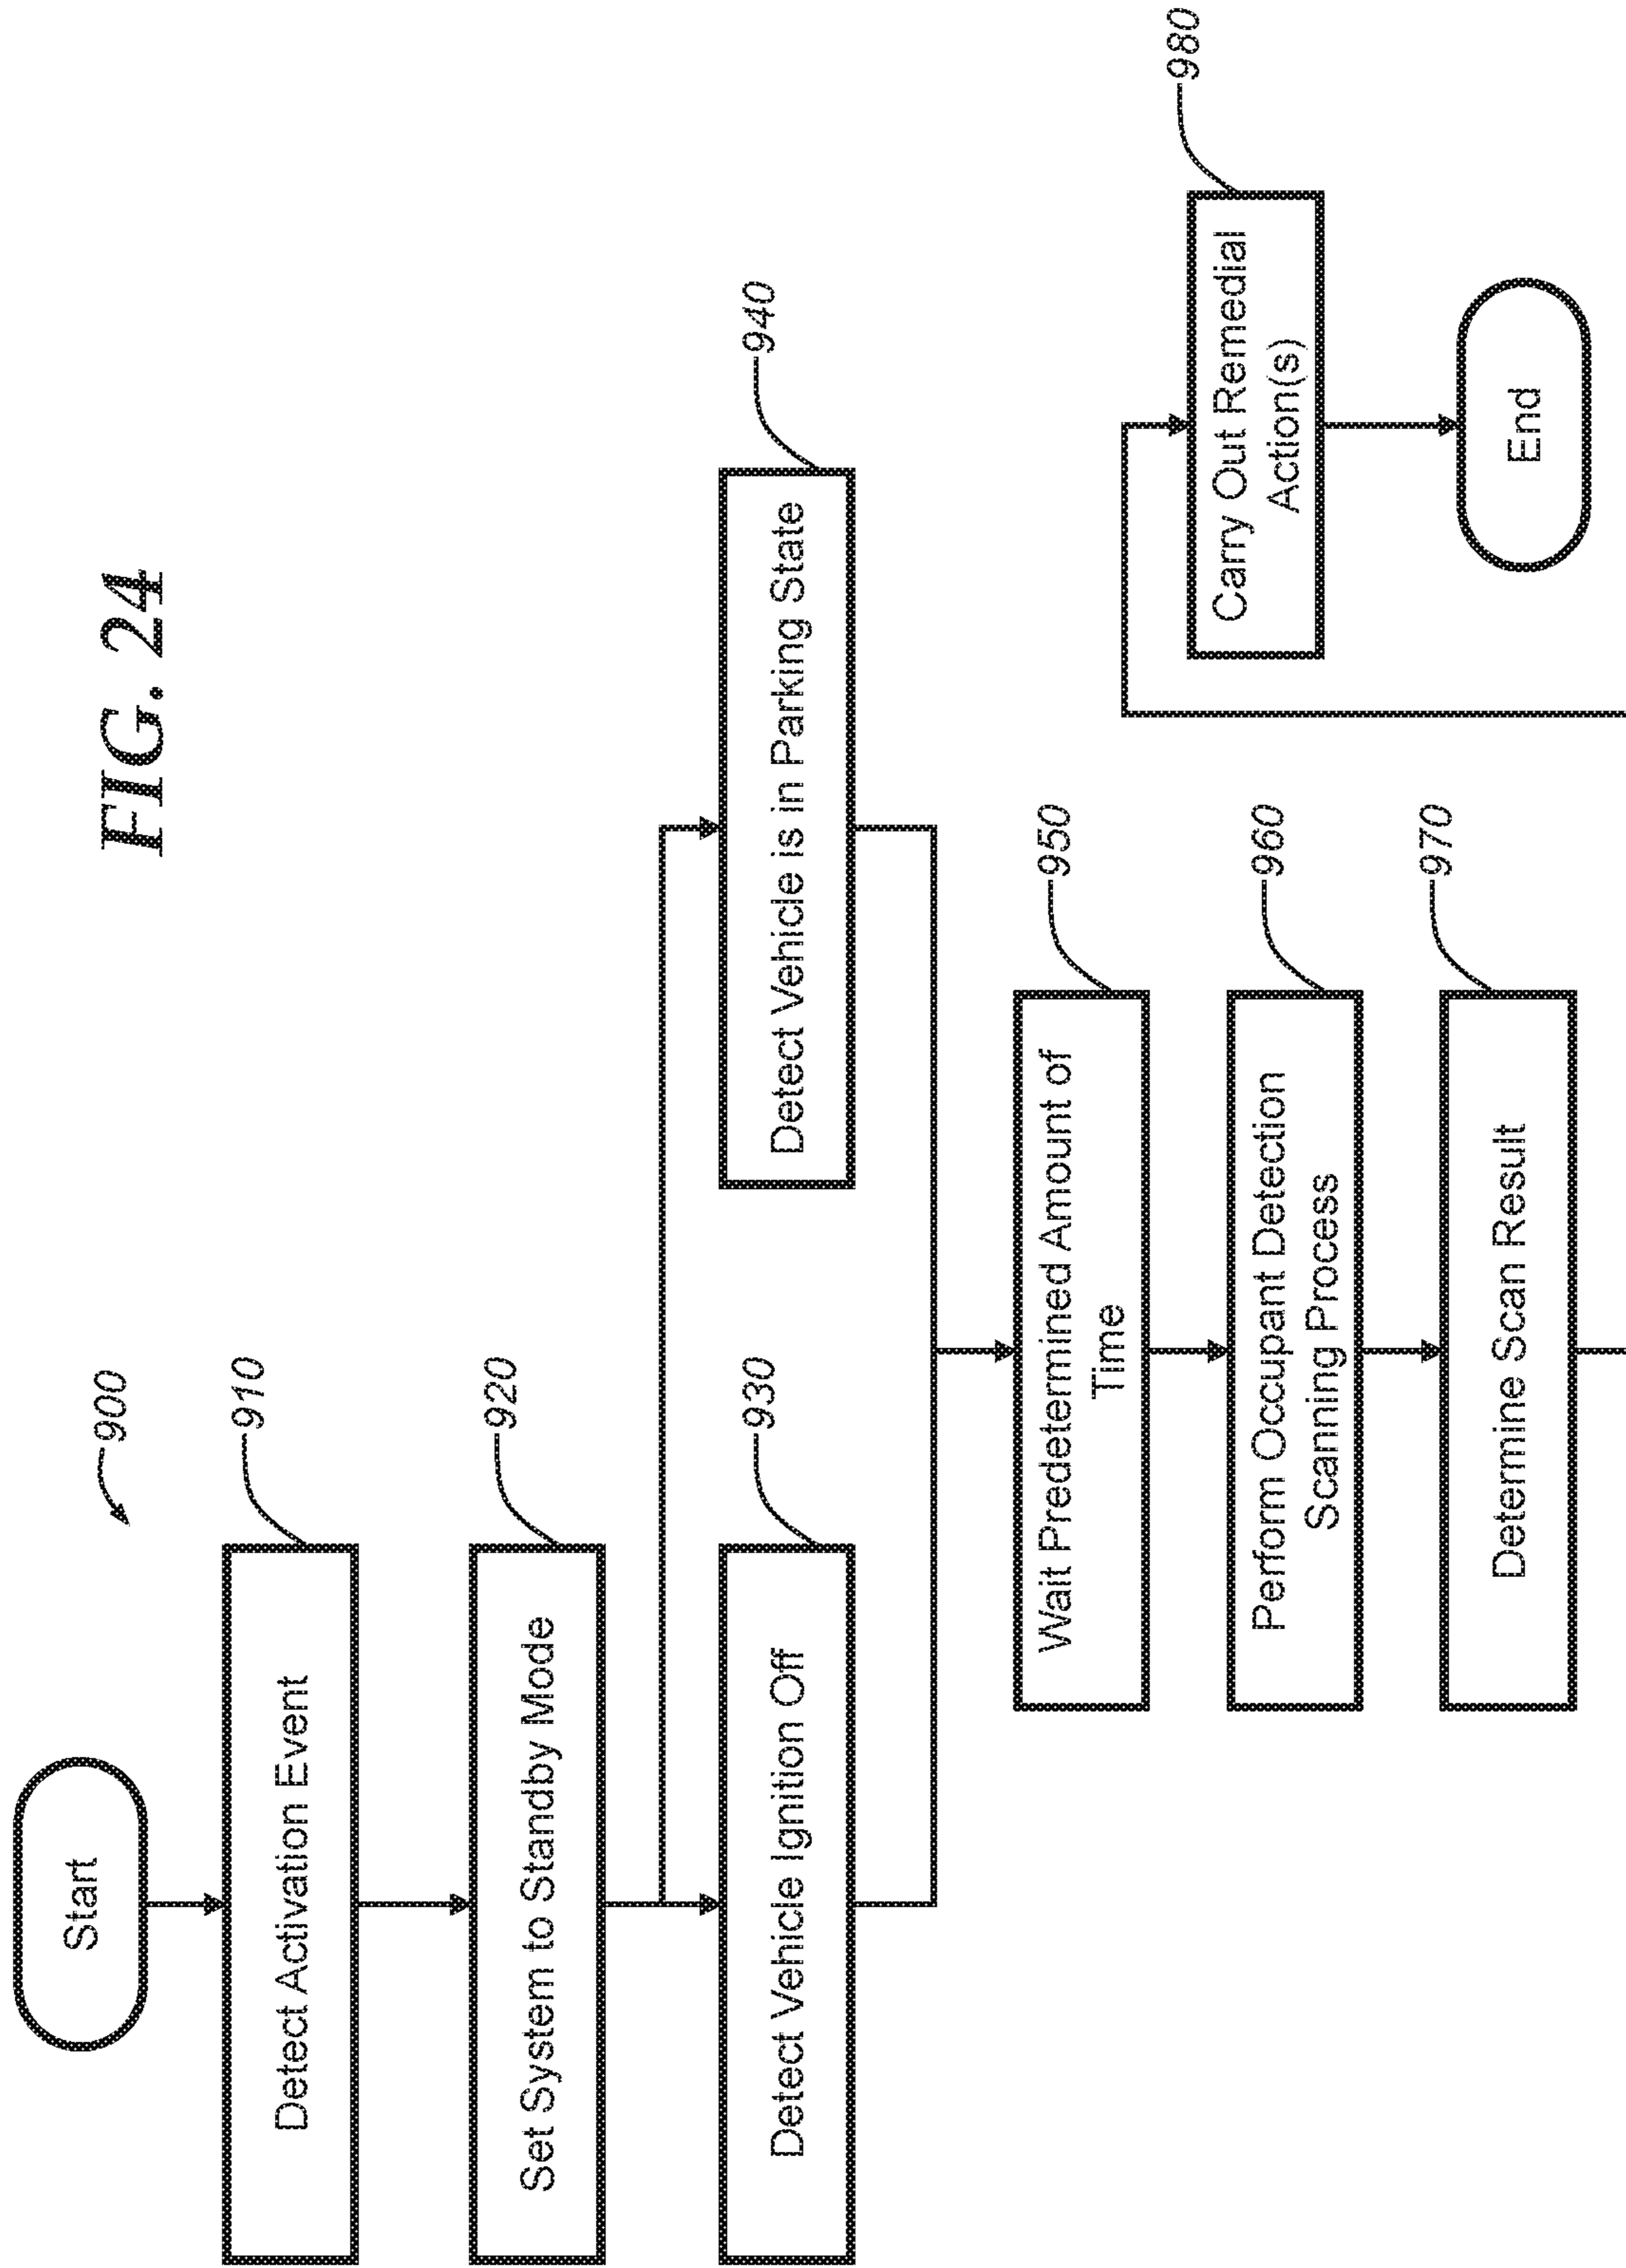 FIG. 24
900
Start
Detect Activation Event
910
Set System to Standby Mode
920
Detect Vehicle Ignition Off
930
Detect Vehicle is in Parking State
940
Wait Predetermined Amount of
Time
950
Perform Occupant Detection
Scanning Process
960
Determine Scan Result
970
Carry Out Remedial
Action(s)
980
End